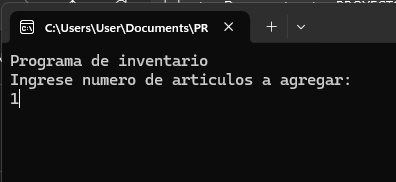 C:\Users\User\Documents\PR
Programa de inventario
Ingrese numero de articulos a agregar:
1